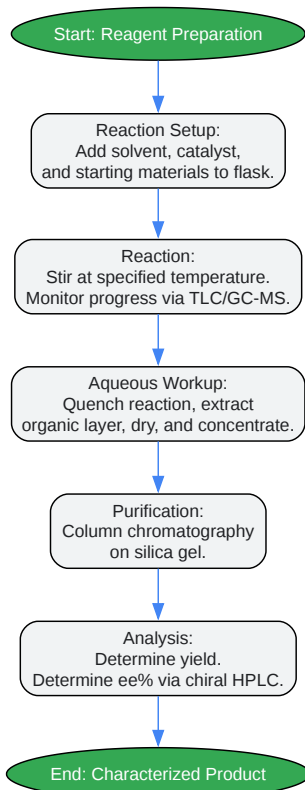 Start: Reagent Preparation
Reaction Setup:
Add solvent, catalyst,
and starting materials to flask.
Reaction:
Stir at specified temperature.
Monitor progress via TLC/GC-MS.
Aqueous Workup:
Quench reaction, extract
organic layer, dry, and concentrate.
Purification:
Column chromatography
on silica gel.
Analysis:
Determine yield.
Determine ee% via chiral HPLC.
End: Characterized Product